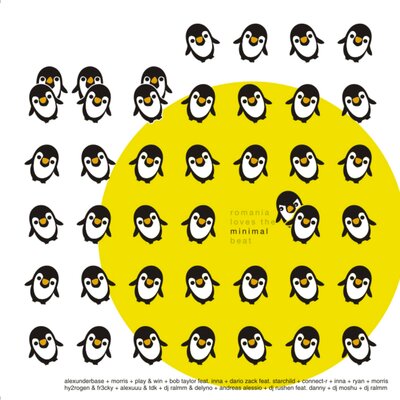 romania
loves the
minimal
beat
alexunderbase + morris + play & win + bob taylor feat. inna + dario zack feat. starchild + connect-r + inna + ryan + morris
hy2rogen & fr3cky + alexuuu & tdk + dj ralmm & delyno + andreas alessio + dj rushen feat. danny + dj moshu + dj ralmm